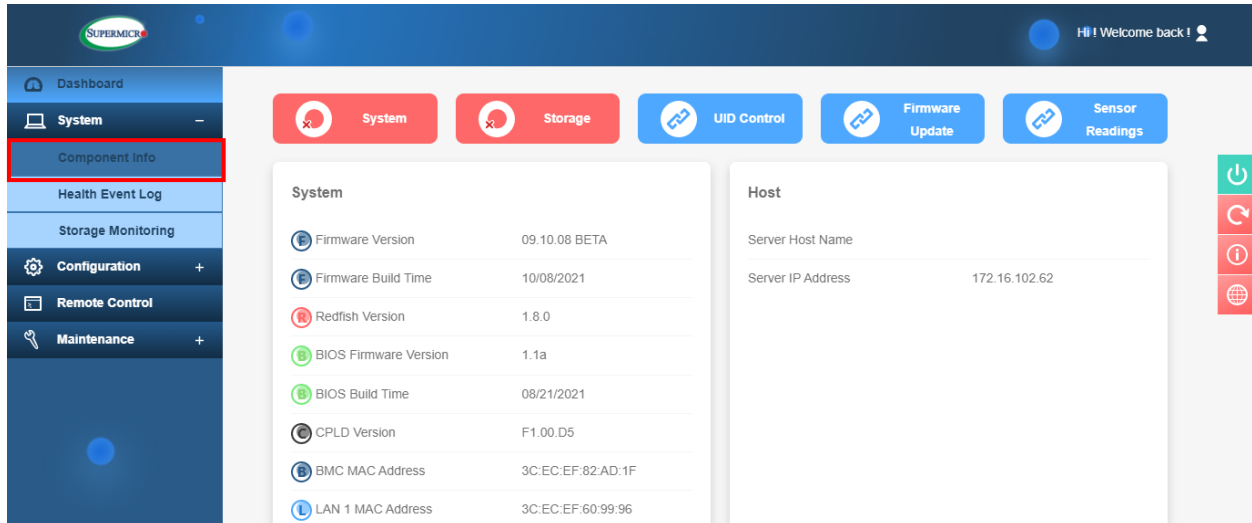 SUPERMICR
Hi ! Welcome back !
Dashboard
System –
Component Info
Health Event Log
Storage Monitoring
Configuration +
Remote Control
Maintenance +
System
Storage
UID Control
Firmware
Update
Sensor
Readings
System
F Firmware Version 09.10.08 BETA
F Firmware Build Time 10/08/2021
R Redfish Version 1.8.0
B BIOS Firmware Version 1.1a
B BIOS Build Time 08/21/2021
C CPLD Version F1.00.D5
B BMC MAC Address 3C:EC:EF:82:AD:1F
L LAN 1 MAC Address 3C:EC:EF:60:99:96
Host
Server Host Name
Server IP Address 172.16.102.62